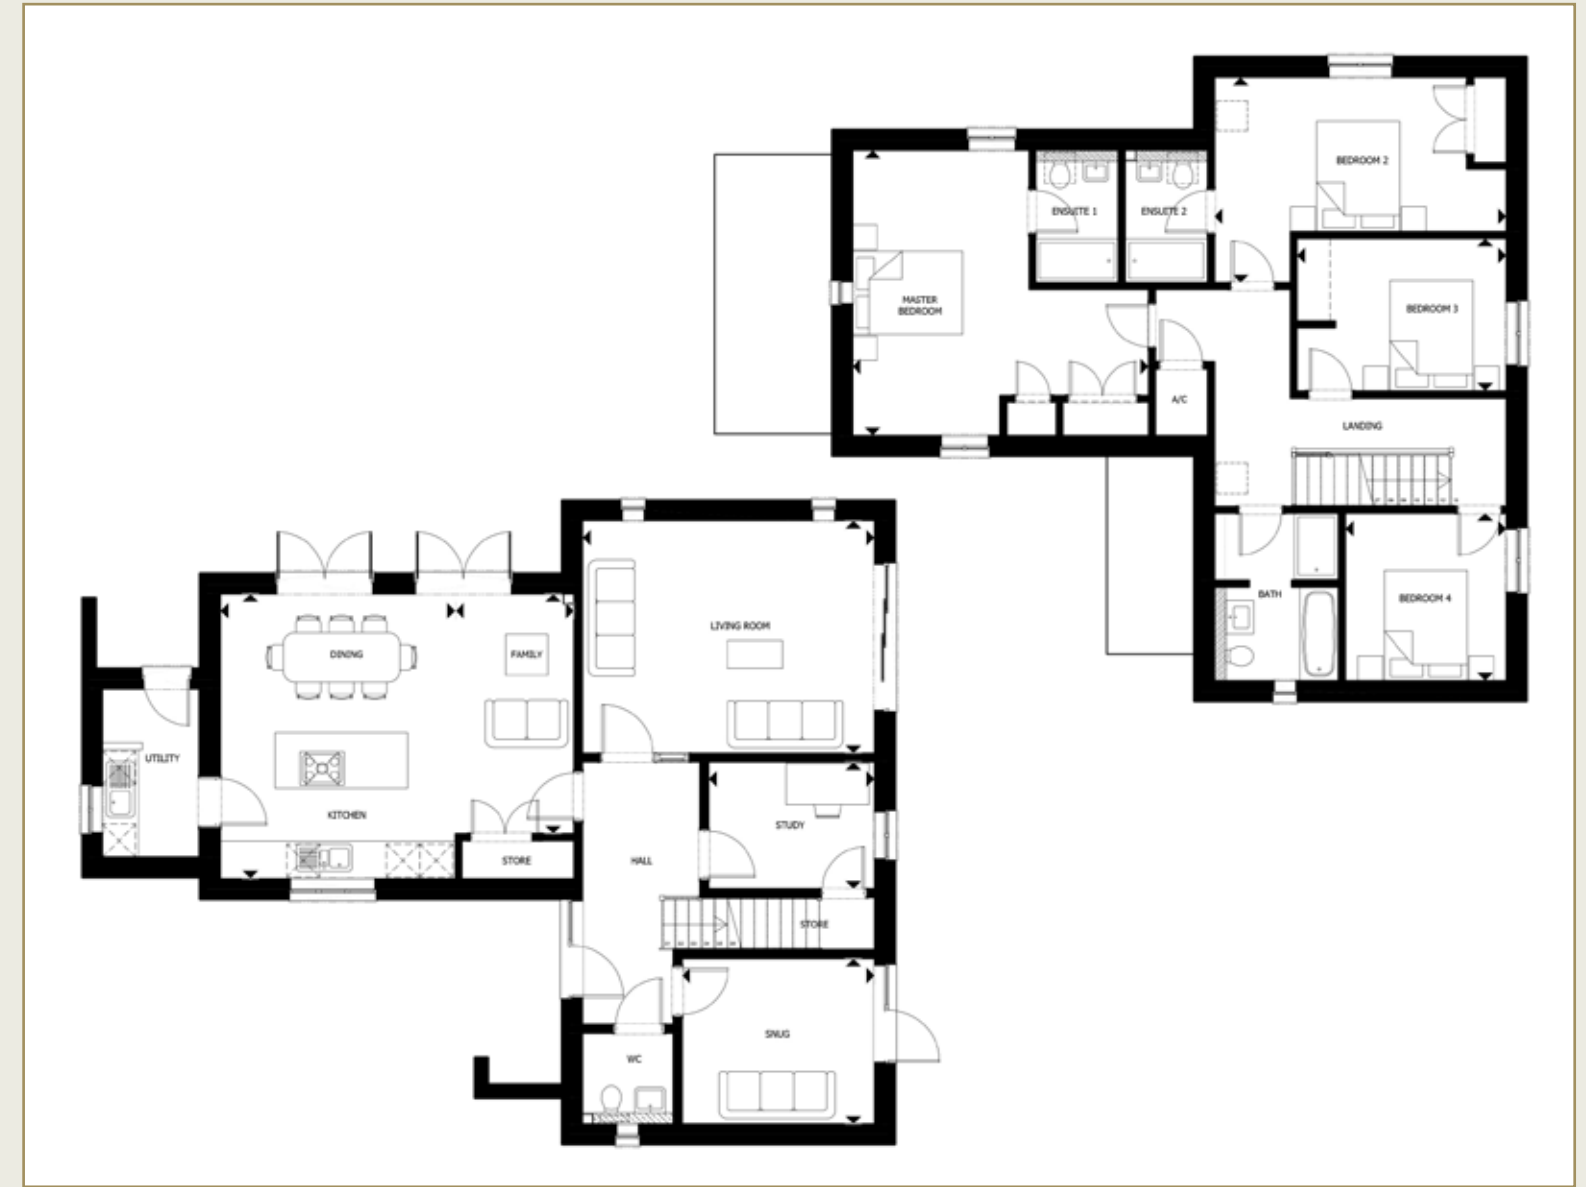 BEDROOM 2
ENSUITE 1
ENSUITE 2
MASTER
BEDROOM
BEDROOM 3
A/C
LANDING
BATH
BEDROOM 4
LIVING ROOM
DINING
FAMILY
UTILITY
KITCHEN
STUDY
STORE
HALL
STORE
SNUG
WC